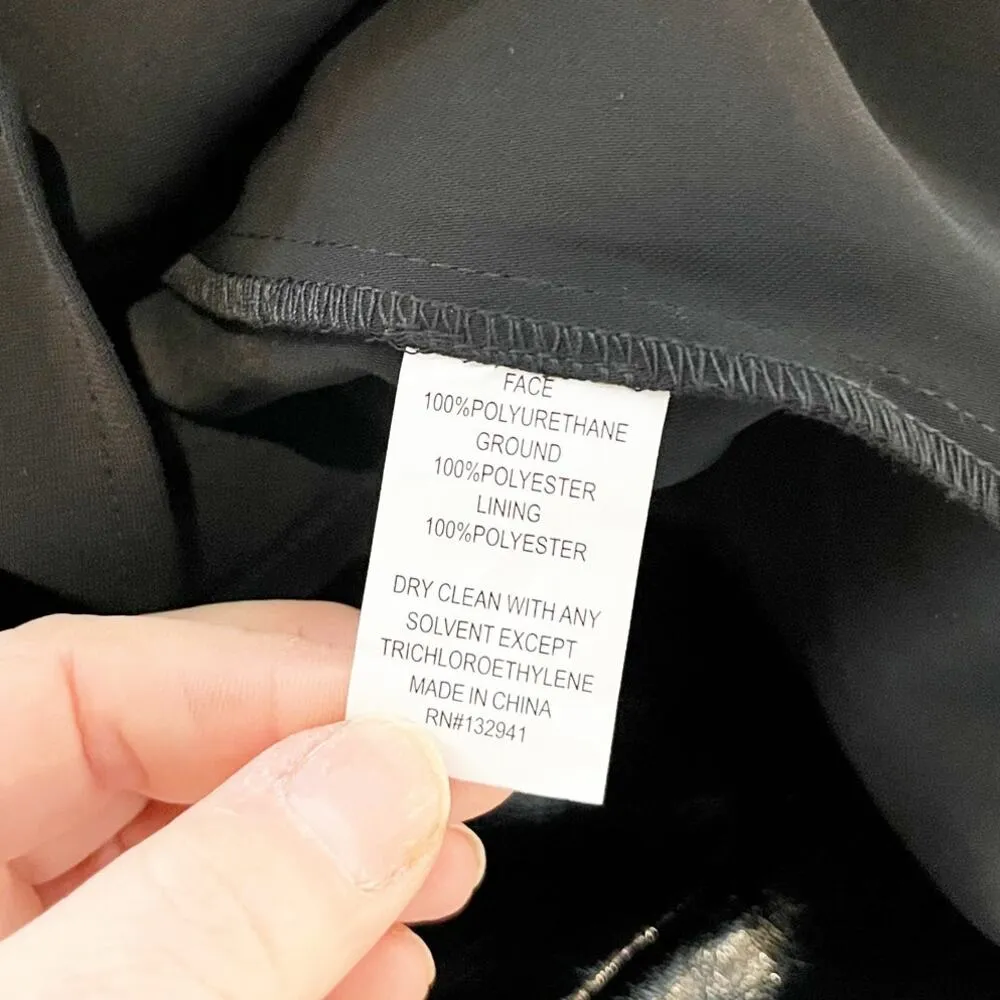 FACE
100%POLYURETHANE
GROUND
100%POLYESTER
LINING
100%POLYESTER
DRY CLEAN WITH ANY
SOLVENT EXCEPT
TRICHLOROETHYLENE
MADE IN CHINA
RN#132941